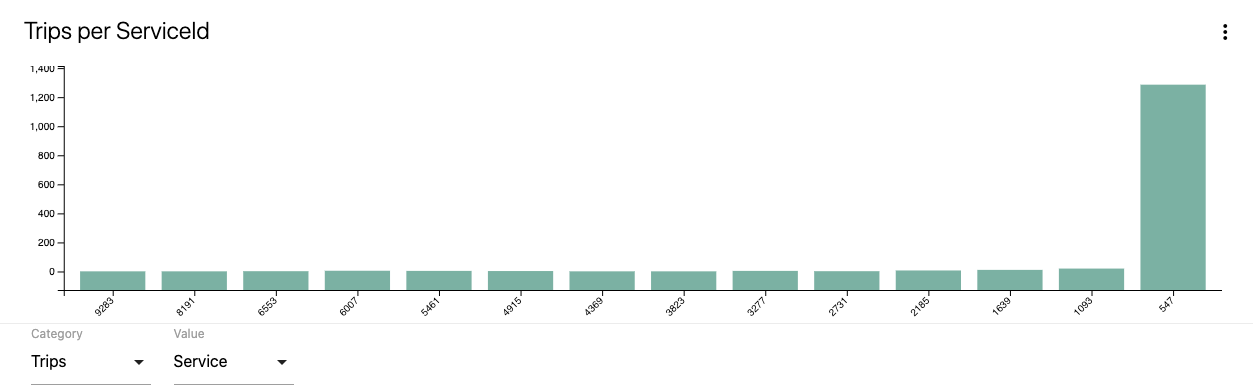 Trips per ServiceId
1,400
1,200
1,000
800
600
400
200
0
9283 8191 6553 6007 5461 4915 4369 3823 3277 2731 2185 1639 1093 547
Category Value
Trips Service